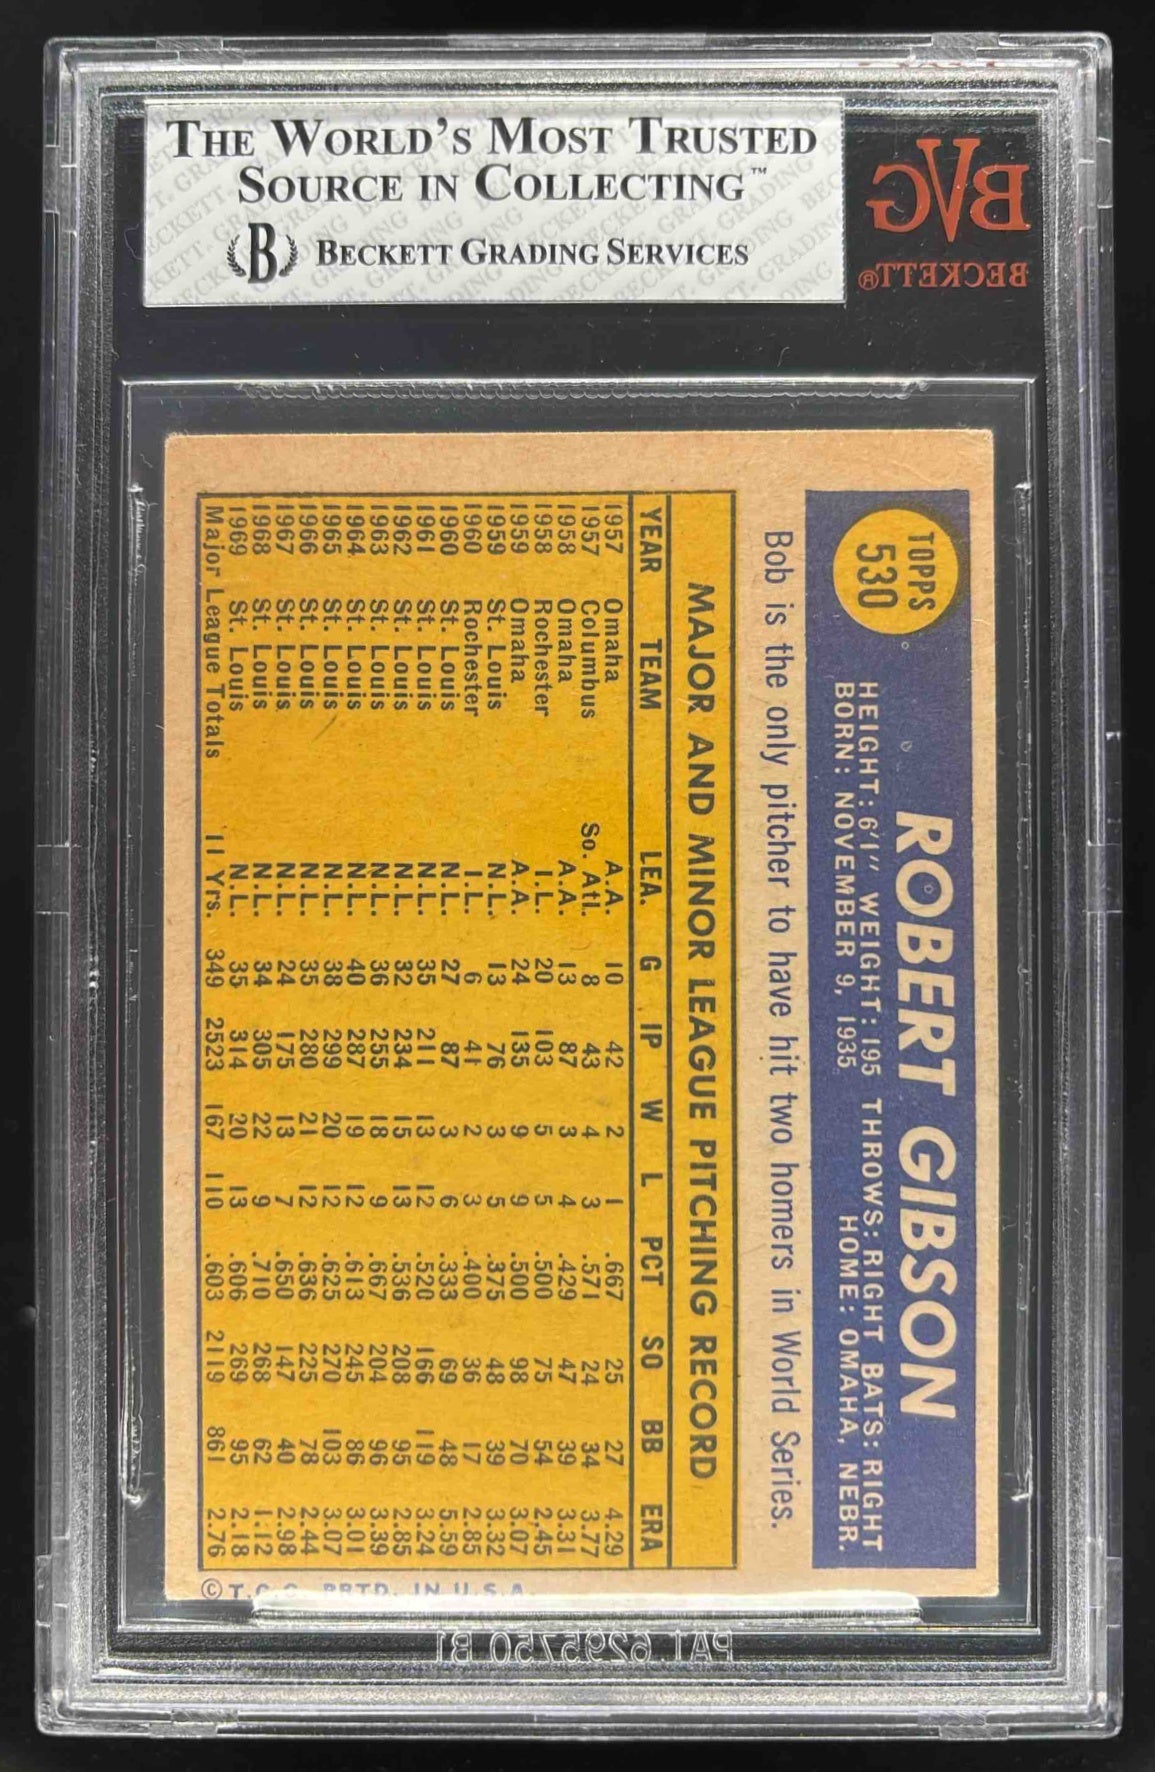 THE WORLD'S MOST TRUSTED
SOURCE IN COLLECTING™
B BECKETT GRADING SERVICES
BVG
BECKETT®
TOPPS
530
ROBERT GIBSON
HEIGHT: 6'1" WEIGHT: 195 THROWS: RIGHT BATS: RIGHT
BORN: NOVEMBER 9, 1935 HOME: OMAHA, NEBR.
Bob is the only pitcher to have hit two homers in World Series.
MAJOR AND MINOR LEAGUE PITCHING RECORD
YEAR TEAM LEA. G IP W L PCT SO BB ERA
1957 Omaha A.A. 10 42 2 1 .667 25 27 4.29
1957 Columbus So. Atl. 8 43 4 3 .571 24 34 3.77
1958 Omaha A.A. 13 87 3 4 .429 47 39 3.31
1958 Rochester I.L. 20 103 5 5 .500 75 54 2.45
1959 Omaha A.A. 24 135 9 9 .500 98 70 3.07
1959 St. Louis N.L. 13 76 3 5 .375 48 39 3.32
1960 Rochester I.L. 6 41 2 3 .400 36 17 2.85
1960 St. Louis N.L. 27 87 3 6 .333 69 48 5.59
1961 St. Louis N.L. 35 211 13 12 .520 166 119 3.24
1962 St. Louis N.L. 32 234 15 13 .536 208 95 2.85
1963 St. Louis N.L. 36 255 18 9 .667 204 96 3.39
1964 St. Louis N.L. 40 287 19 12 .613 245 86 3.01
1965 St. Louis N.L. 38 299 20 12 .625 270 103 3.07
1966 St. Louis N.L. 35 280 21 12 .636 225 78 2.44
1967 St. Louis N.L. 24 175 13 7 .650 147 40 2.98
1968 St. Louis N.L. 34 305 22 9 .710 268 62 1.12
1969 St. Louis N.L. 35 314 20 13 .606 269 95 2.18
Major League Totals 11 Yrs. 349 2523 167 110 .603 2119 861 2.76
© T.C.G. PRTD. IN U.S.A.
PA1.6295750 B1